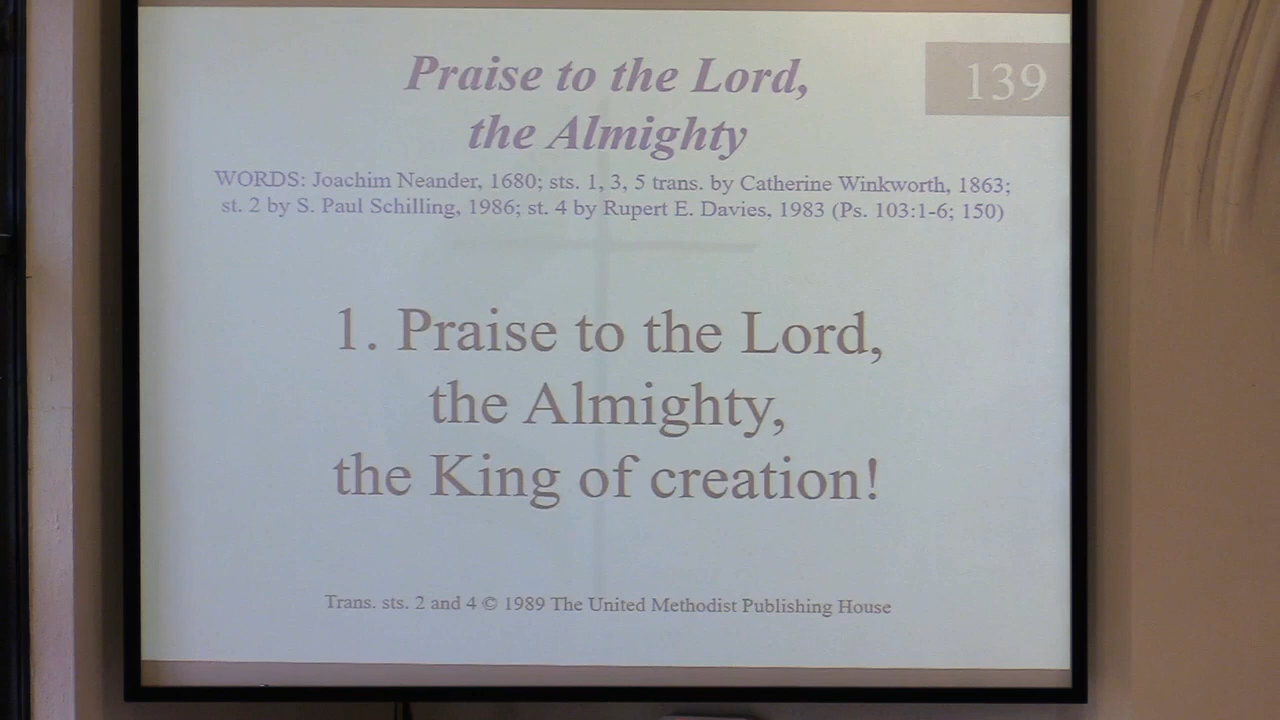 Praise to the Lord,
the Almighty
139
WORDS: Joachim Neander, 1680; sts. 1, 3, 5 trans. by Catherine Winkworth, 1863;
st. 2 by S. Paul Schilling, 1986; st. 4 by Rupert E. Davies, 1983 (Ps. 103:1-6; 150)
1. Praise to the Lord,
the Almighty,
the King of creation!
Trans. sts. 2 and 4 © 1989 The United Methodist Publishing House